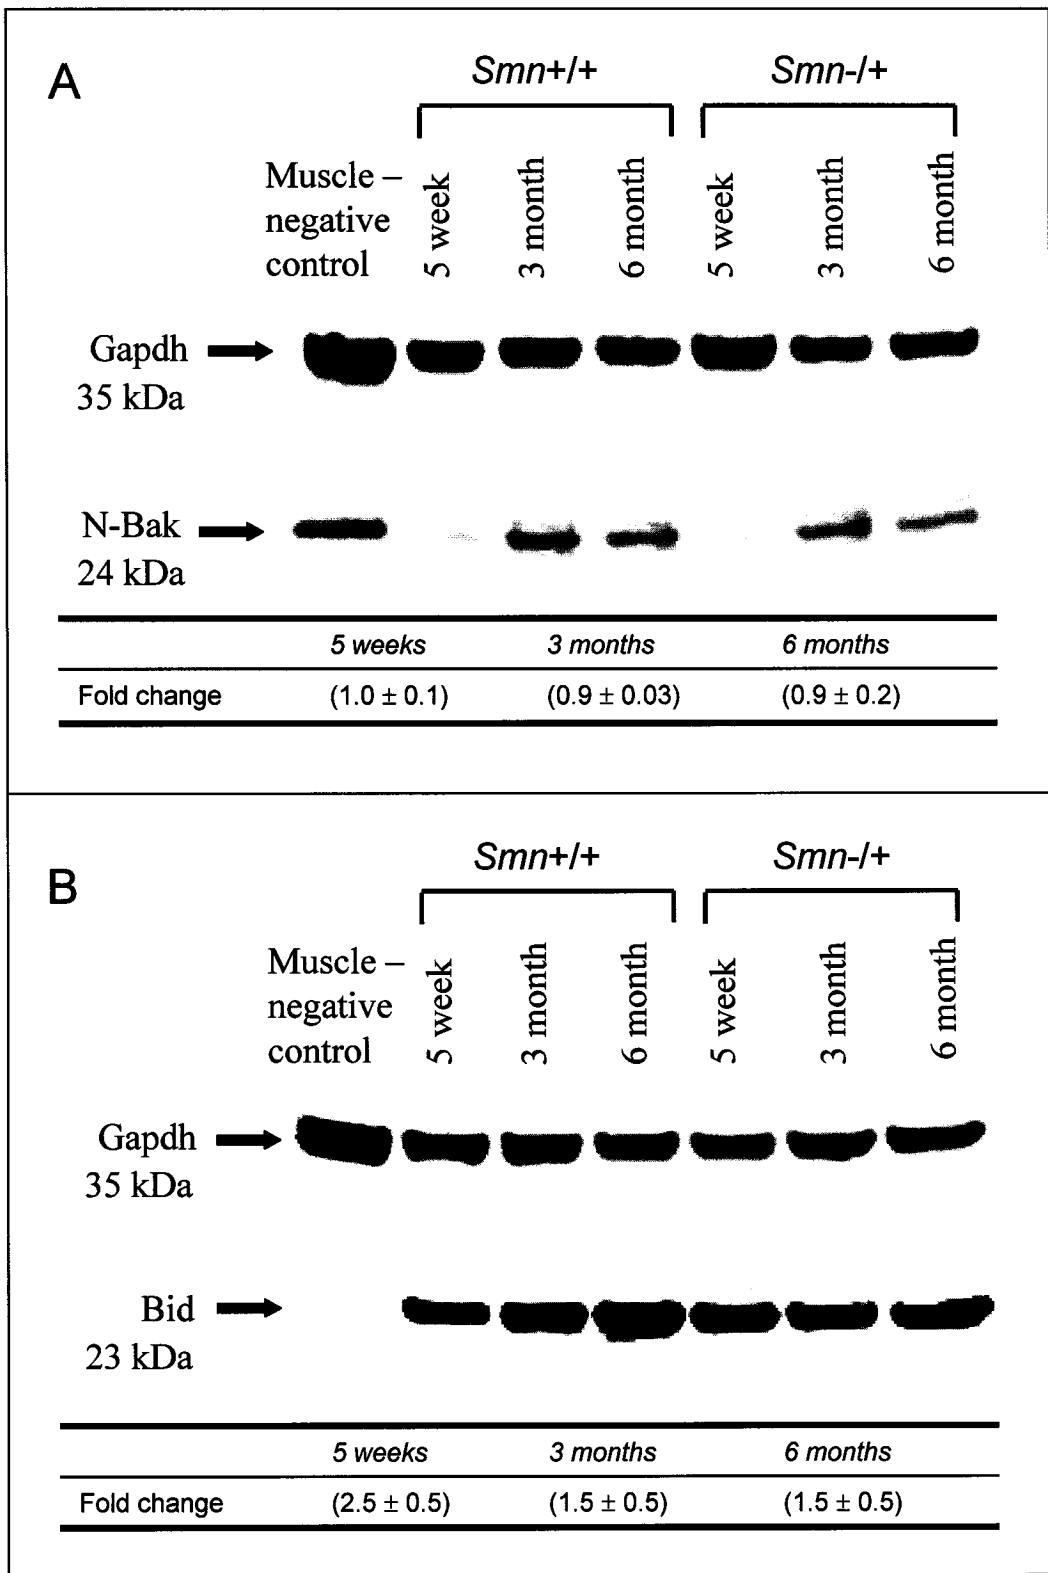 A
Smn+/+
Smn-/+
Muscle –
negative
control
5 week
3 month
6 month
5 week
3 month
6 month
Gapdh
35 kDa
N-Bak
24 kDa
5 weeks 3 months 6 months
Fold change (1.0 ± 0.1) (0.9 ± 0.03) (0.9 ± 0.2)
B
Smn+/+
Smn-/+
Muscle –
negative
control
5 week
3 month
6 month
5 week
3 month
6 month
Gapdh
35 kDa
Bid
23 kDa
5 weeks 3 months 6 months
Fold change (2.5 ± 0.5) (1.5 ± 0.5) (1.5 ± 0.5)